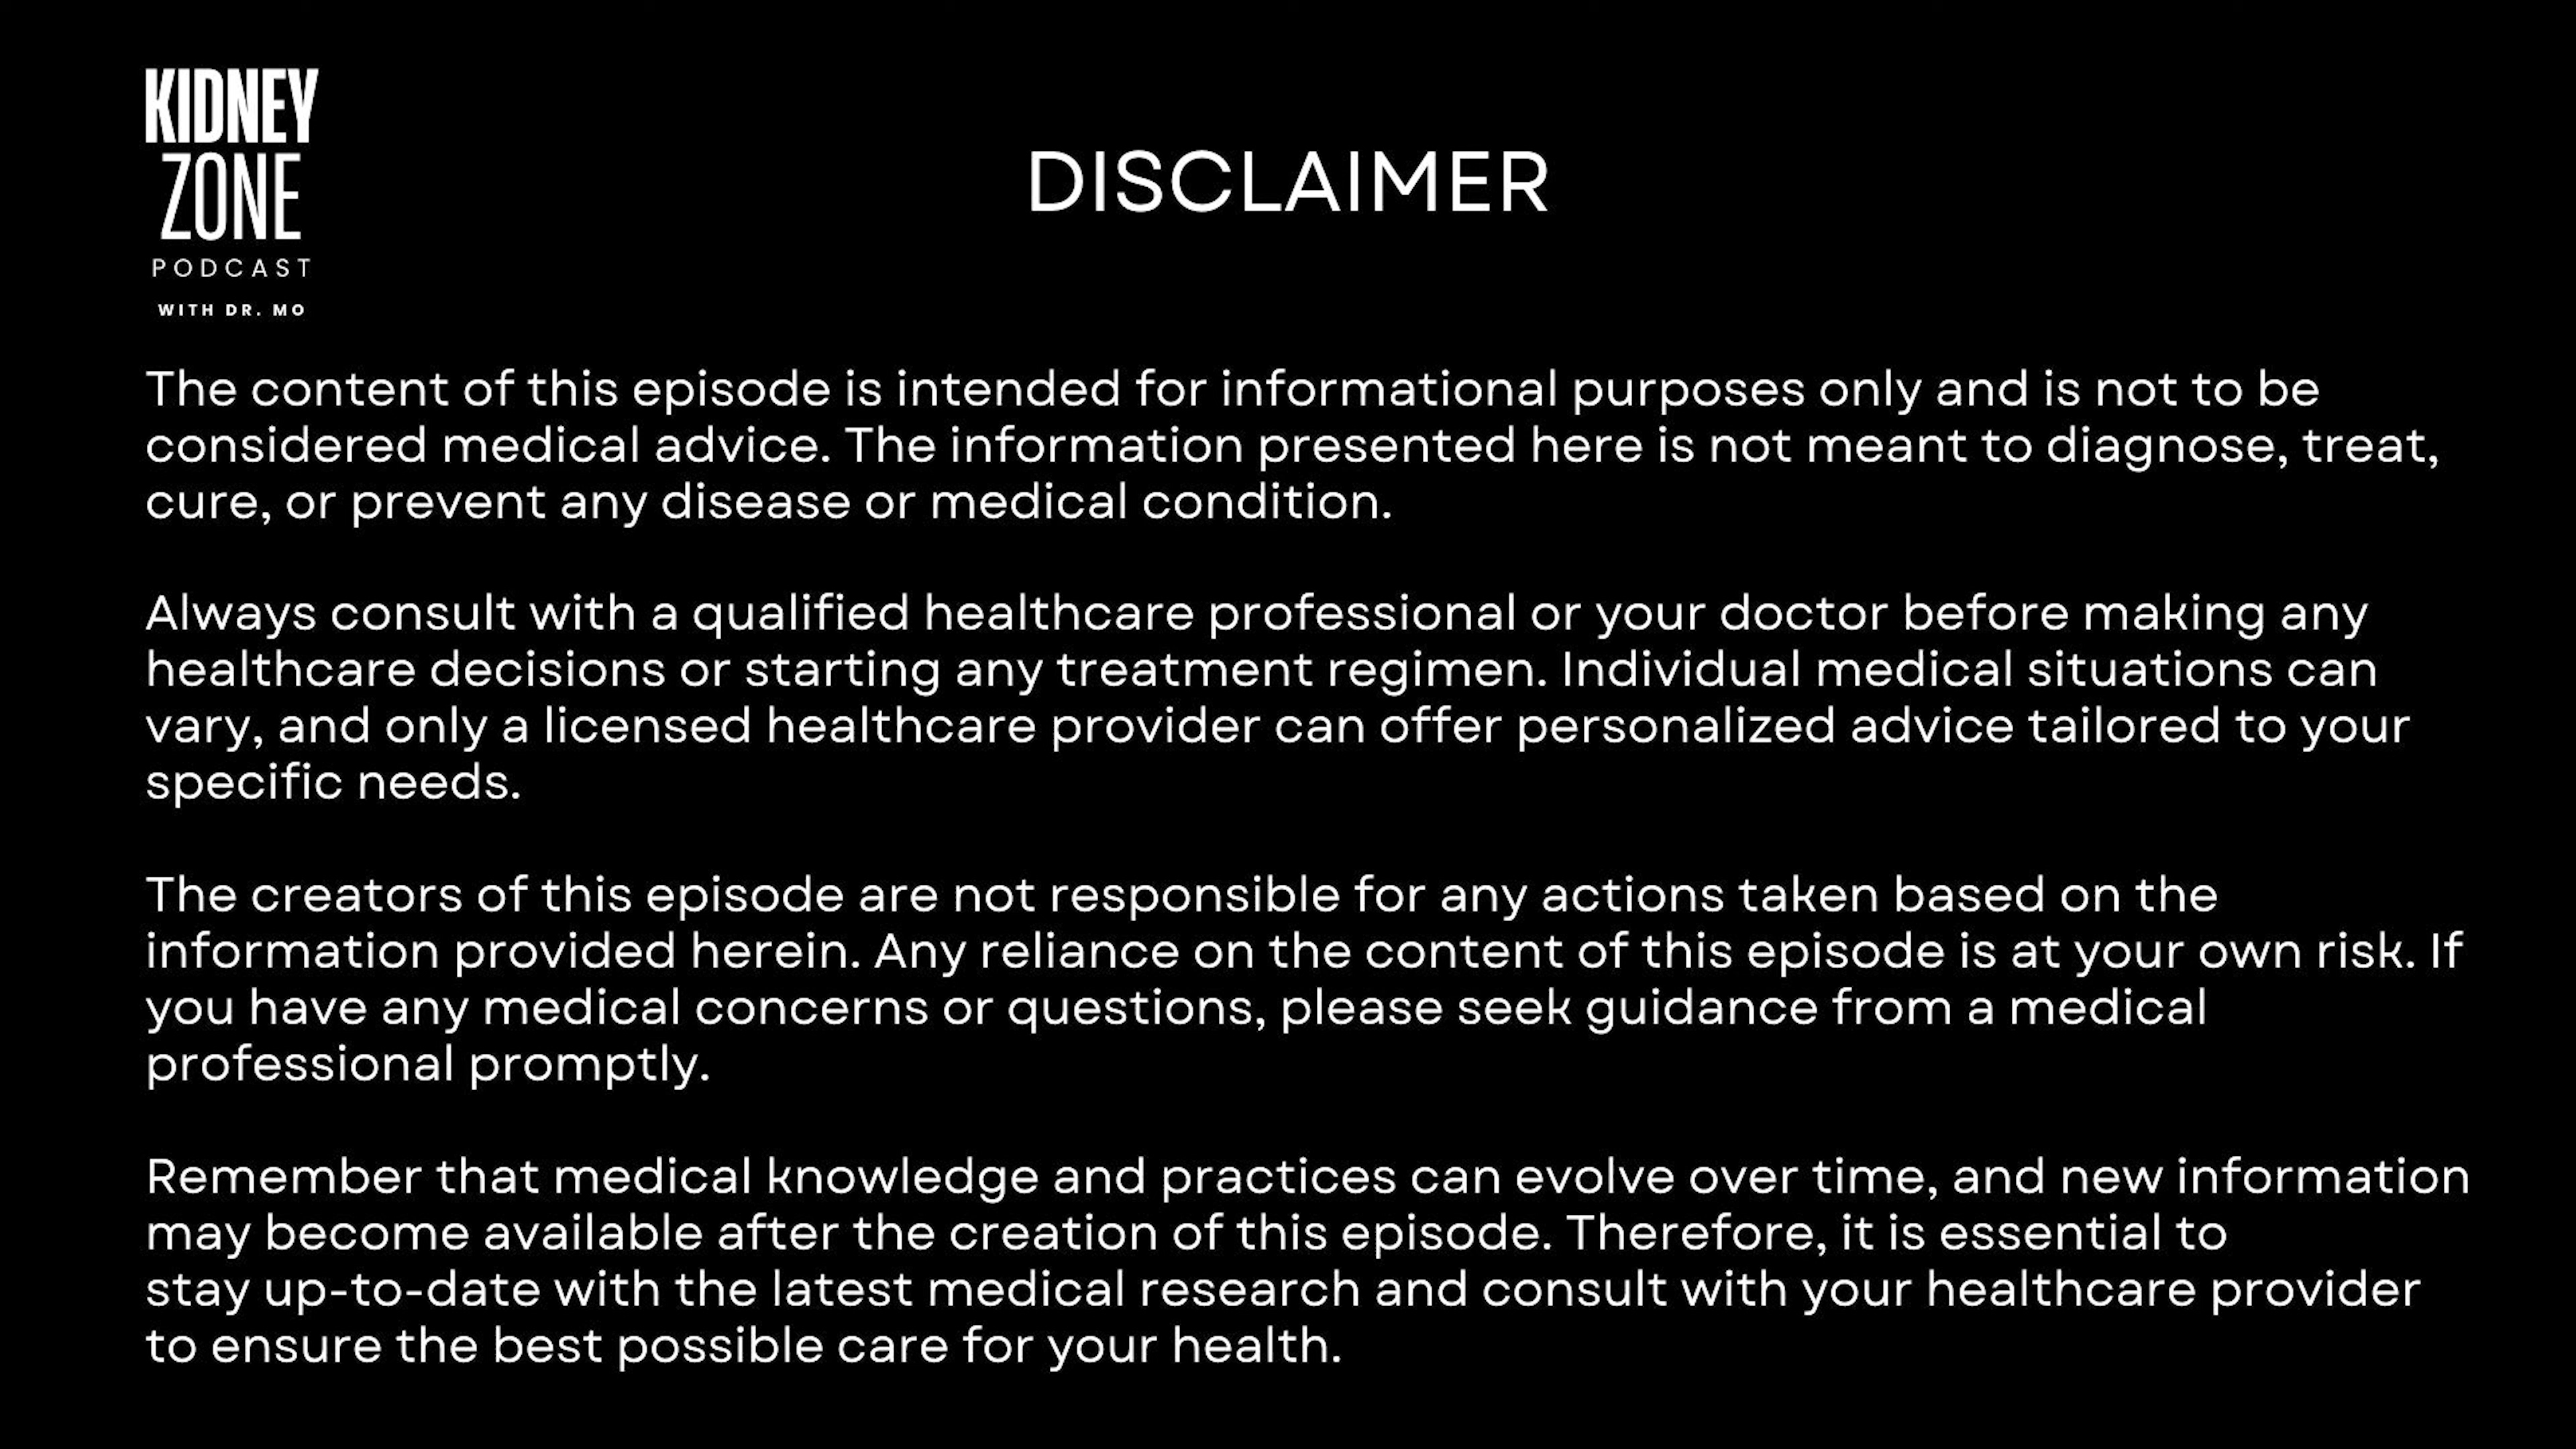 KIDNEY
ZONE
PODCAST
WITH DR. MO
DISCLAIMER
The content of this episode is intended for informational purposes only and is not to be
considered medical advice. The information presented here is not meant to diagnose, treat,
cure, or prevent any disease or medical condition.
Always consult with a qualified healthcare professional or your doctor before making any
healthcare decisions or starting any treatment regimen. Individual medical situations can
vary, and only a licensed healthcare provider can offer personalized advice tailored to your
specific needs.
The creators of this episode are not responsible for any actions taken based on the
information provided herein. Any reliance on the content of this episode is at your own risk. If
you have any medical concerns or questions, please seek guidance from a medical
professional promptly.
Remember that medical knowledge and practices can evolve over time, and new information
may become available after the creation of this episode. Therefore, it is essential to
stay up-to-date with the latest medical research and consult with your healthcare provider
to ensure the best possible care for your health.